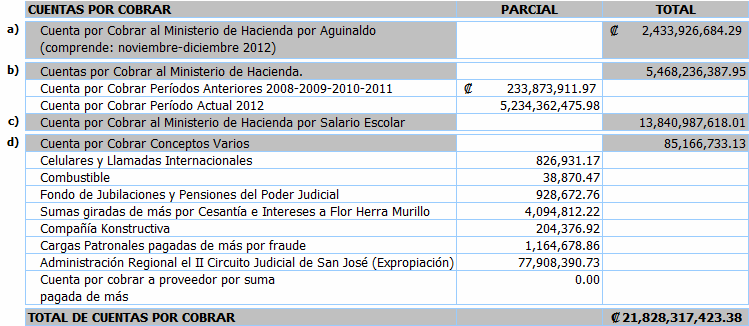 CUENTAS POR COBRAR PARCIAL TOTAL
a) Cuenta por Cobrar al Ministerio de Hacienda por Aguinaldo ₡ 2,433,926,684.29
(comprende: noviembre-diciembre 2012)
b) Cuentas por Cobrar al Ministerio de Hacienda. 5,468,236,387.95
Cuenta por Cobrar Períodos Anteriores 2008-2009-2010-2011 ₡ 233,873,911.97
Cuenta por Cobrar Período Actual 2012 5,234,362,475.98
c) Cuenta por Cobrar al Ministerio de Hacienda por Salario Escolar 13,840,987,618.01
d) Cuenta por Cobrar Conceptos Varios 85,166,733.13
Celulares y Llamadas Internacionales 826,931.17
Combustible 38,870.47
Fondo de Jubilaciones y Pensiones del Poder Judicial 928,672.76
Sumas giradas de más por Cesantía e Intereses a Flor Herra Murillo 4,094,812.22
Compañía Konstructiva 204,376.92
Cargas Patronales pagadas de más por fraude 1,164,678.86
Administración Regional el II Circuito Judicial de San José (Expropiación) 77,908,390.73
Cuenta por cobrar a proveedor por suma 0.00
pagada de más
TOTAL DE CUENTAS POR COBRAR ₡ 21,828,317,423.38